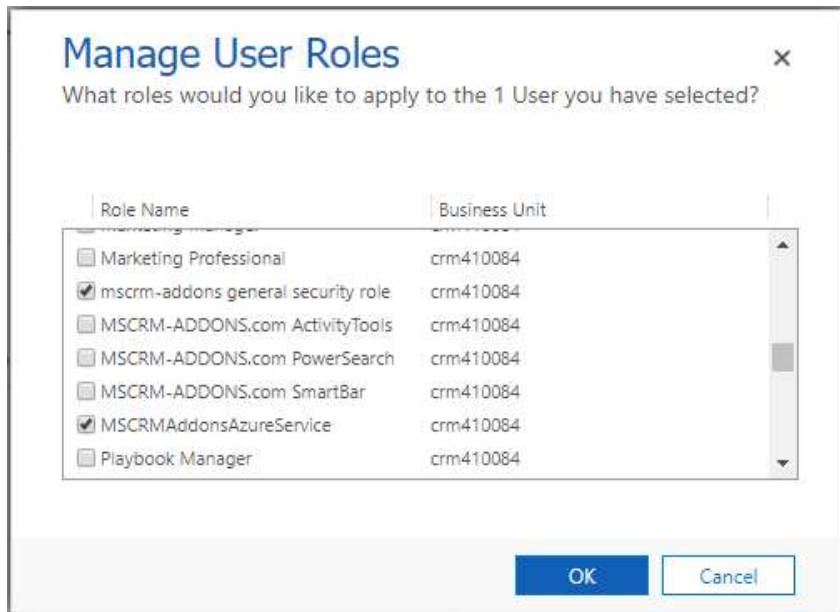 Manage User Roles
What roles would you like to apply to the 1 User you have selected?
Role Name Business Unit
Marketing Professional crm410084
mscrm-addons general security role crm410084
MSCRM-ADDONS.com ActivityTools crm410084
MSCRM-ADDONS.com PowerSearch crm410084
MSCRM-ADDONS.com SmartBar crm410084
MSCRMAddonsAzureService crm410084
Playbook Manager crm410084
OK Cancel